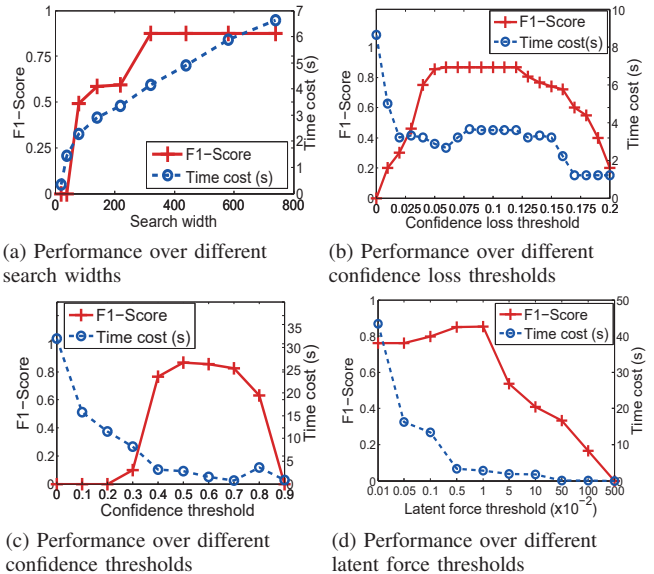 1
0.75
0.5
0.25
0
F1−Score
7
6
5
4
3
2
1
0
Time cost (s)
F1−Score
Time cost (s)
0 200 400 600 800
Search width
(a) Performance over different
search widths
1
0.8
0.6
0.4
0.2
0
F1−Score
10
8
6
4
2
0
Time cost (s)
F1−Score
Time cost(s)
0 0.025 0.05 0.075 0.1 0.125 0.15 0.175 0.2
Confidence loss threshold
(b) Performance over different
confidence loss thresholds
1
0.8
0.6
0.4
0.2
0
F1−Score
35
30
25
20
15
10
5
0
Time cost (s)
F1−Score
Time cost (s)
0 0.1 0.2 0.3 0.4 0.5 0.6 0.7 0.8 0.9
Confidence threshold
(c) Performance over different
confidence thresholds
1
0.8
0.6
0.4
0.2
0
F1−Score
50
40
30
20
10
0
Time cost (s)
F1−Score
Time cost (s)
0.01 0.05 0.1 0.5 1 5 10 50 100 500
Latent force threshold (x10⁻²)
(d) Performance over different
latent force thresholds